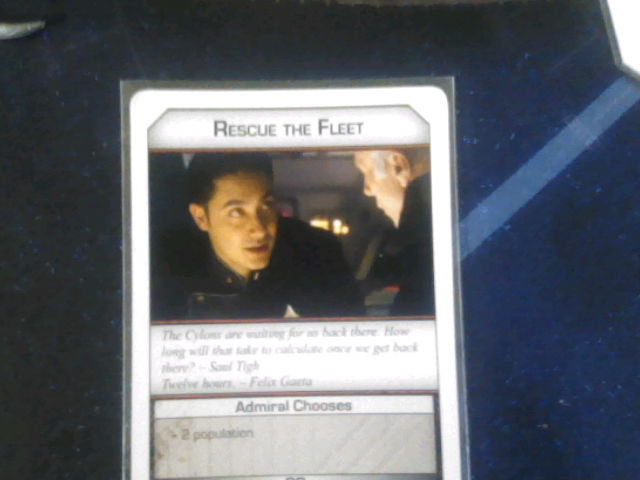 RESCUE THE FLEET
The Cylons are waiting for us back there. How
long will that take to calculate once we get back
there? - Saul Tigh
Twelve hours. - Felix Gaeta
Admiral Chooses
- 2 population